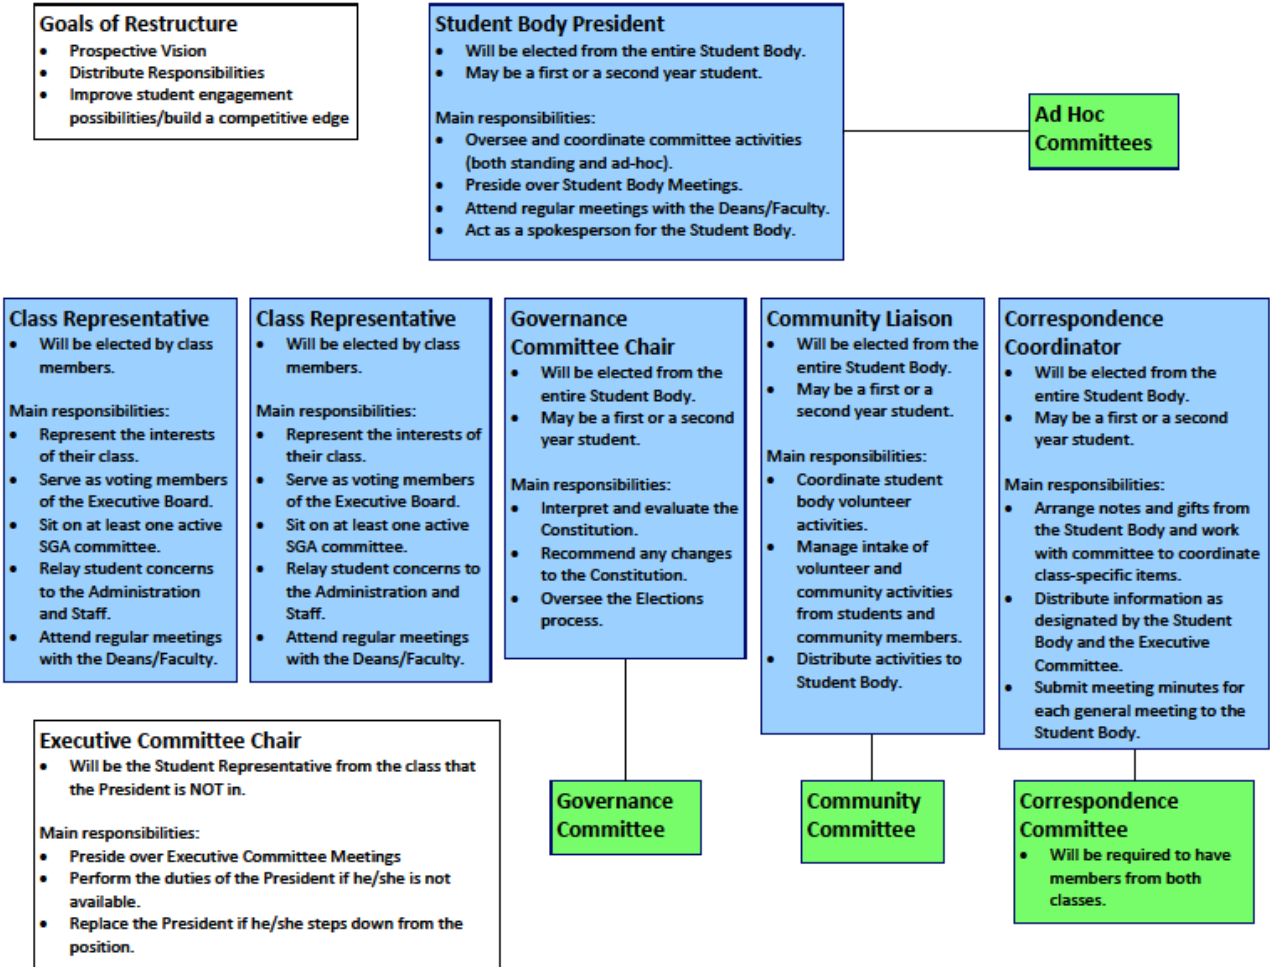 Goals of Restructure
• Prospective Vision
• Distribute Responsibilities
• Improve student engagement
possibilities/build a competitive edge
Student Body President
• Will be elected from the entire Student Body.
• May be a first or a second year student.
Main responsibilities:
• Oversee and coordinate committee activities
(both standing and ad-hoc).
• Preside over Student Body Meetings.
• Attend regular meetings with the Deans/Faculty.
• Act as a spokesperson for the Student Body.
Ad Hoc
Committees
Class Representative
• Will be elected by class
members.
Main responsibilities:
• Represent the interests
of their class.
• Serve as voting members
of the Executive Board.
• Sit on at least one active
SGA committee.
• Relay student concerns
to the Administration
and Staff.
• Attend regular meetings
with the Deans/Faculty.
Class Representative
• Will be elected by class
members.
Main responsibilities:
• Represent the interests of
their class.
• Serve as voting members
of the Executive Board.
• Sit on at least one active
SGA committee.
• Relay student concerns to
the Administration and
Staff.
• Attend regular meetings
with the Deans/Faculty.
Governance
Committee Chair
• Will be elected from the
entire Student Body.
• May be a first or a second
year student.
Main responsibilities:
• Interpret and evaluate the
Constitution.
• Recommend any changes
to the Constitution.
• Oversee the Elections
process.
Community Liaison
• Will be elected from the
entire Student Body.
• May be a first or a
second year student.
Main responsibilities:
• Coordinate student
body volunteer
activities.
• Manage intake of
volunteer and
community activities
from students and
community members.
• Distribute activities to
Student Body.
Correspondence
Coordinator
• Will be elected from the
entire Student Body.
• May be a first or a second
year student.
Main responsibilities:
• Arrange notes and gifts from
the Student Body and work
with committee to coordinate
class-specific items.
• Distribute information as
designated by the Student
Body and the Executive
Committee.
• Submit meeting minutes for
each general meeting to the
Student Body.
Executive Committee Chair
• Will be the Student Representative from the class that
the President is NOT in.
Main responsibilities:
• Preside over Executive Committee Meetings
• Perform the duties of the President if he/she is not
available.
• Replace the President if he/she steps down from the
position.
Governance
Committee
Community
Committee
Correspondence
Committee
• Will be required to have
members from both
classes.